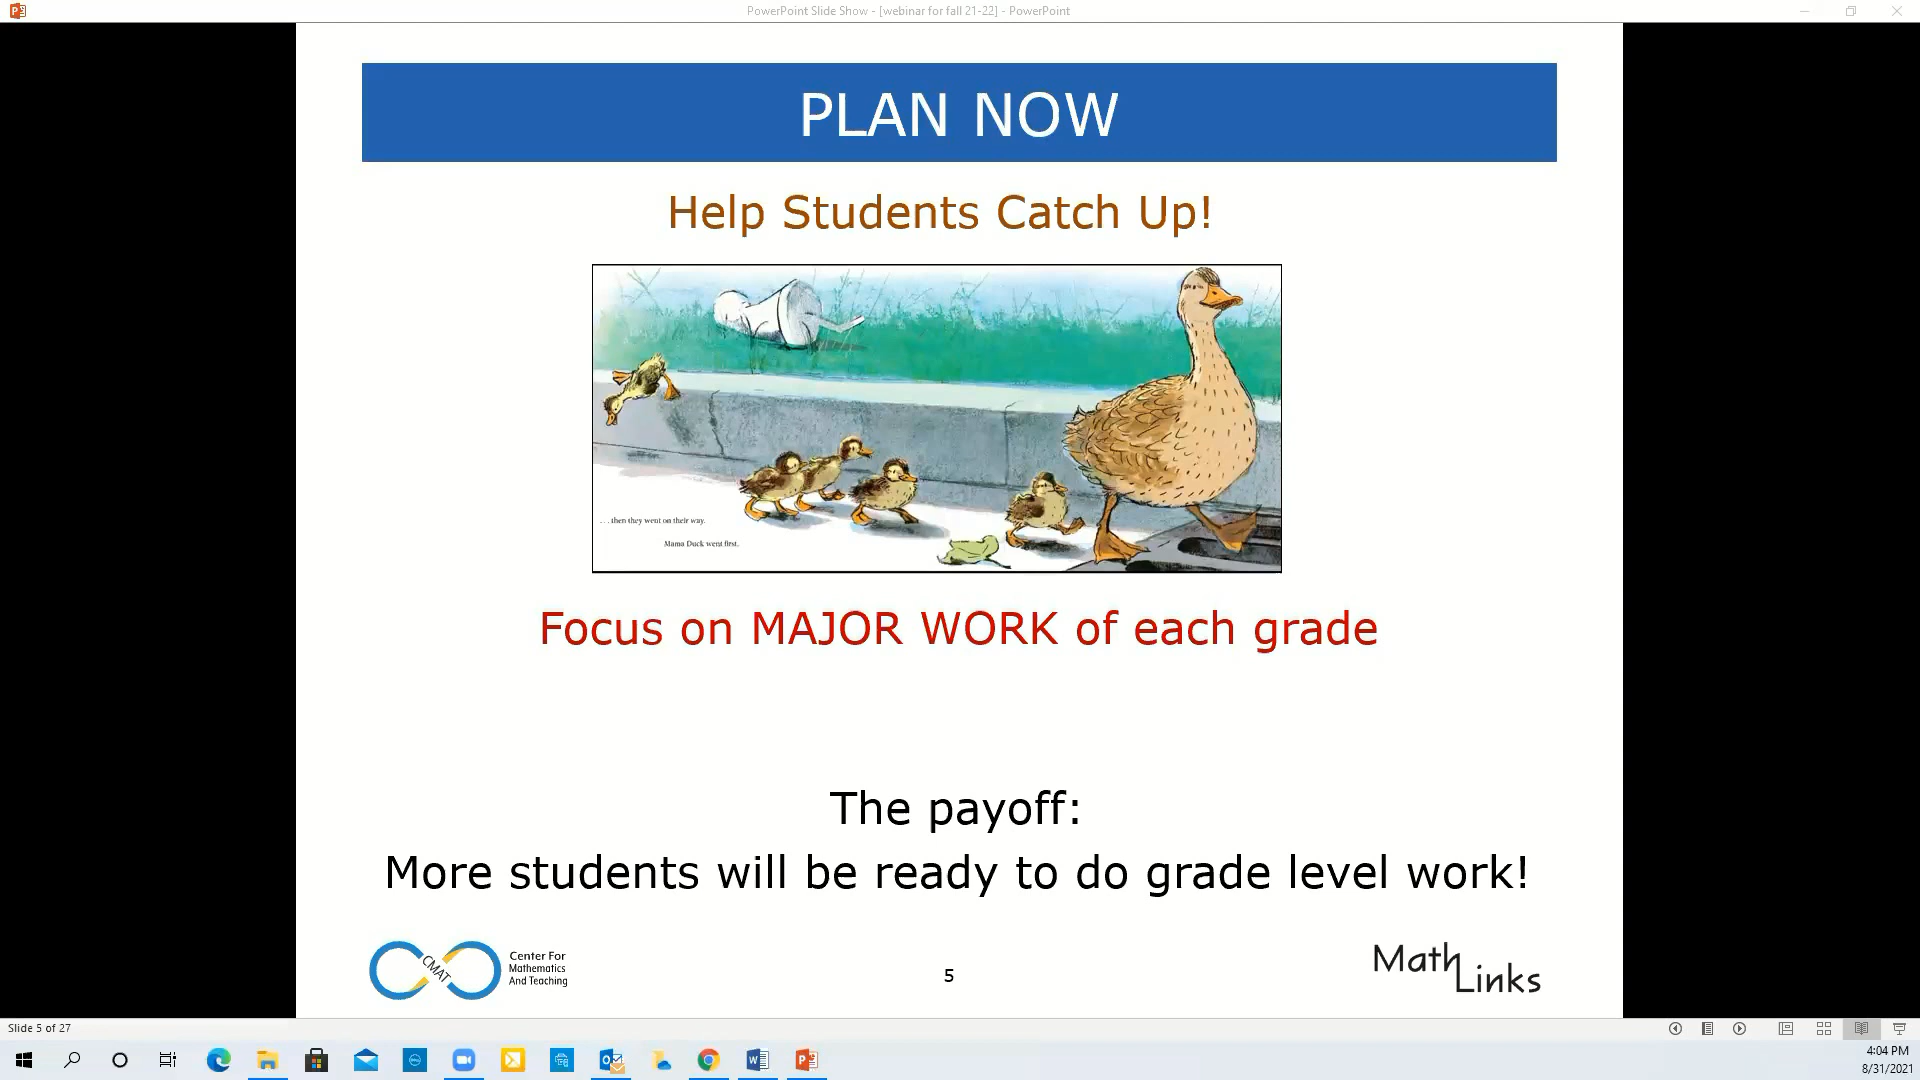 PowerPoint Slide Show - [webinar for fall 21-22] - PowerPoint
PLAN NOW
Help Students Catch Up!
. . . then they went on their way.
Mama Duck went first.
Focus on MAJOR WORK of each grade
The payoff:
More students will be ready to do grade level work!
CMAT
Center For
Mathematics
And Teaching
5
Math
Links
Slide 5 of 27
4:04 PM
8/31/2021